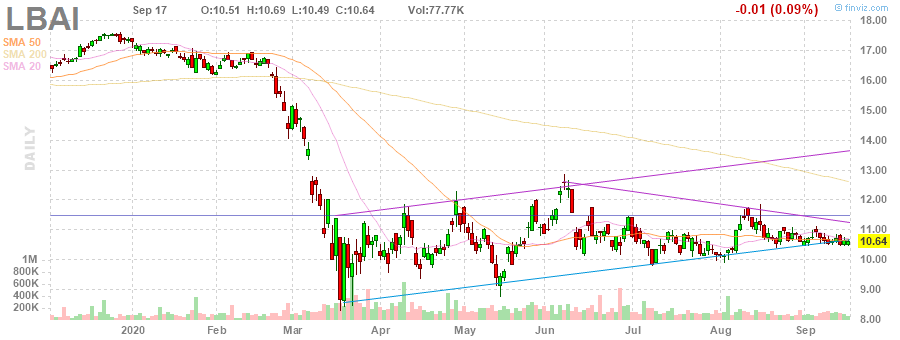 LBAI
Sep 17 O:10.51 H:10.69 L:10.49 C:10.64 Vol:77.77K
-0.01 (0.09%)
© finviz.com
SMA 50
SMA 200
SMA 20
DAILY
18.00
17.00
16.00
15.00
14.00
13.00
12.00
11.00
10.64
10.00
9.00
8.00
1M
800K
600K
400K
200K
2020 Feb Mar Apr May Jun Jul Aug Sep